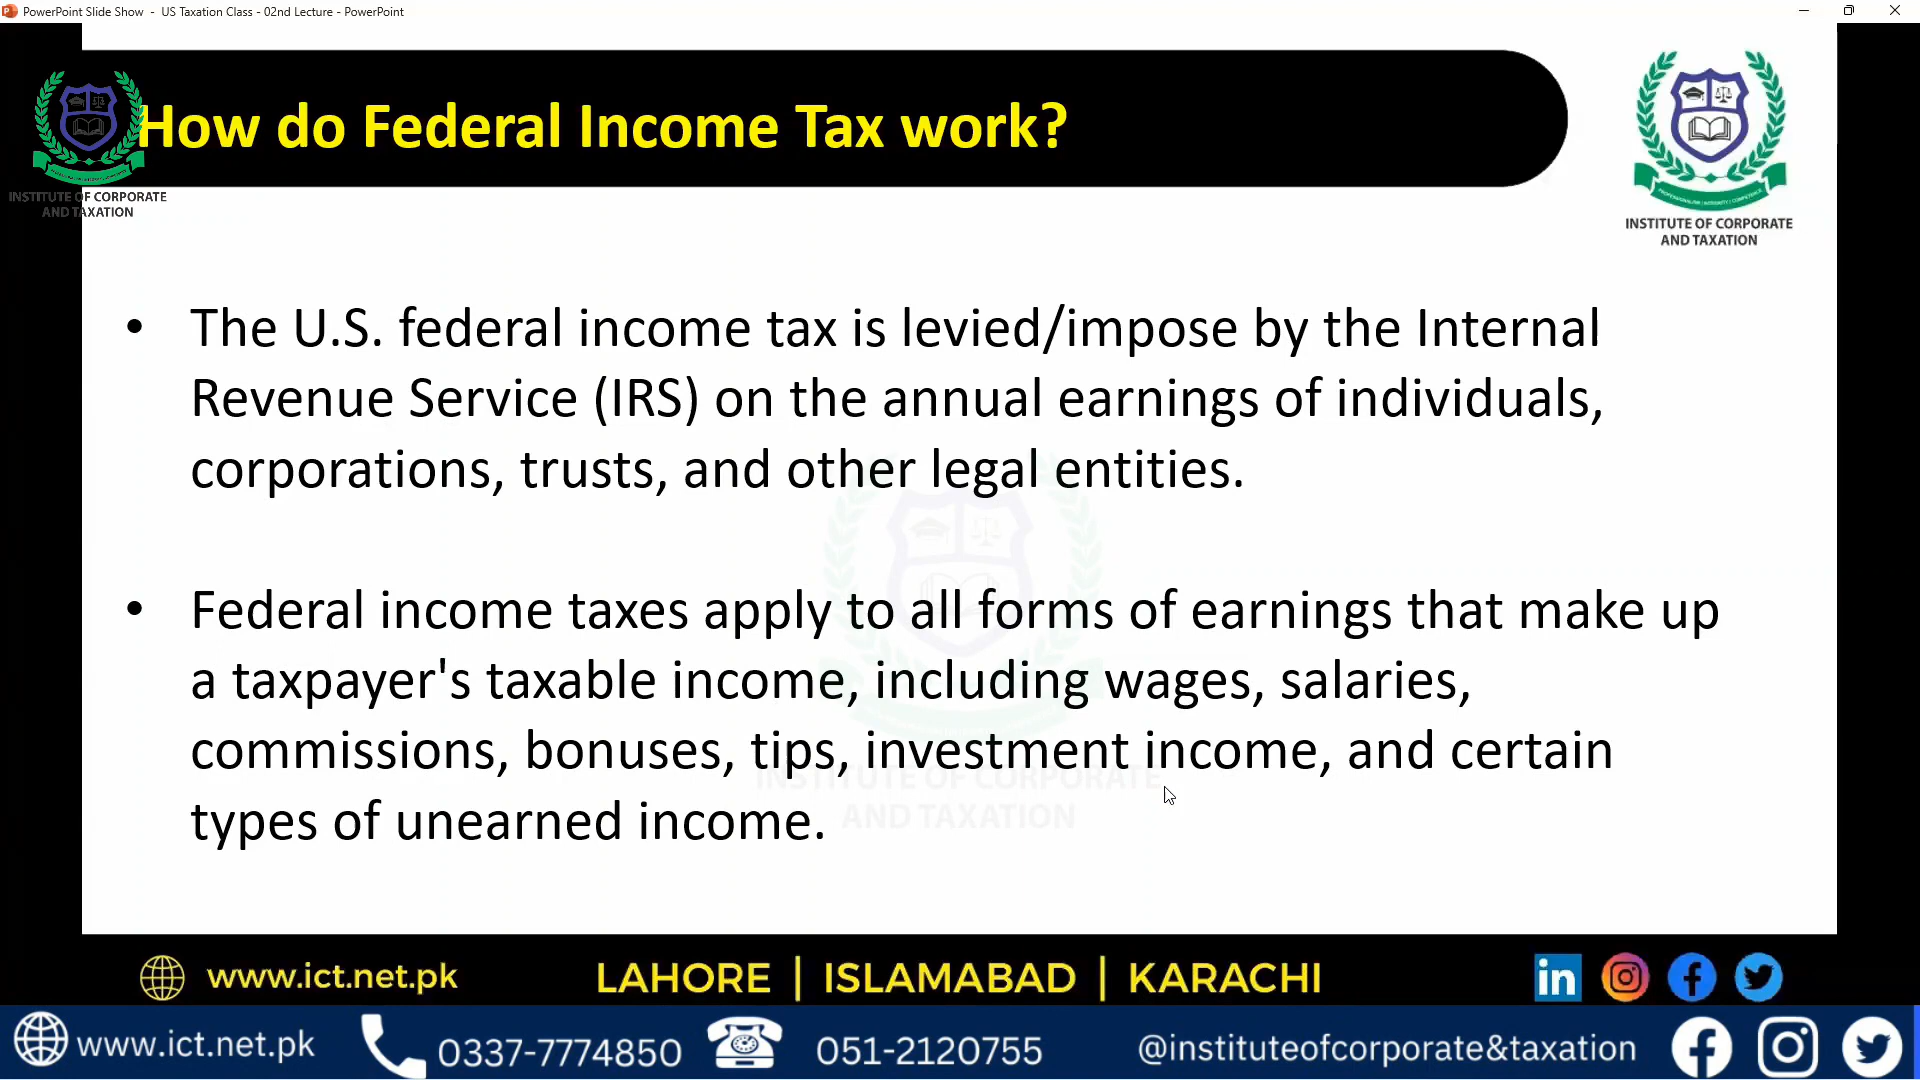 PowerPoint Slide Show - US Taxation Class - 02nd Lecture - PowerPoint
How do Federal Income Tax work?
INSTITUTE OF CORPORATE
AND TAXATION
INSTITUTE OF CORPORATE
AND TAXATION
• The U.S. federal income tax is levied/impose by the Internal
Revenue Service (IRS) on the annual earnings of individuals,
corporations, trusts, and other legal entities.
• Federal income taxes apply to all forms of earnings that make up
a taxpayer's taxable income, including wages, salaries,
commissions, bonuses, tips, investment income, and certain
types of unearned income.
INSTITUTE OF CORPORATE
AND TAXATION
www.ict.net.pk LAHORE | ISLAMABAD | KARACHI
www.ict.net.pk 0337-7774850 051-2120755 @instituteofcorporate&taxation